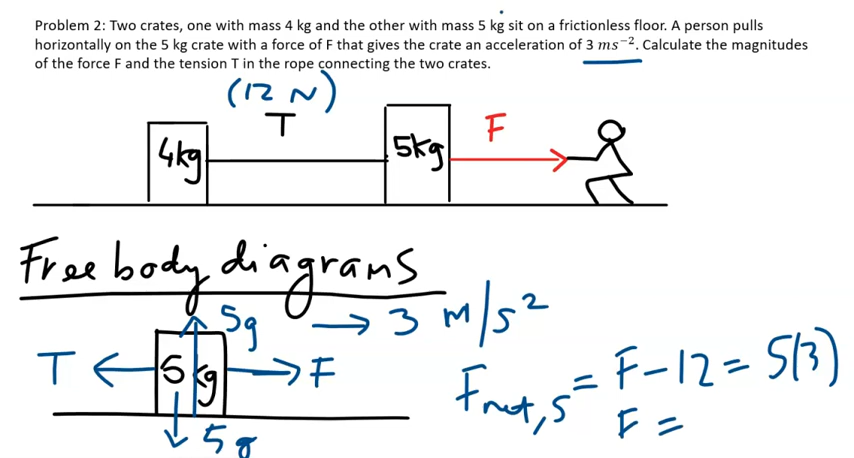 Problem 2: Two crates, one with mass 4 kg and the other with mass 5 kg sit on a frictionless floor. A person pulls
horizontally on the 5 kg crate with a force of F that gives the crate an acceleration of 3 ms⁻². Calculate the magnitudes
of the force F and the tension T in the rope connecting the two crates.
(12 N)
T
4kg
5kg
F
Free body diagrams
5g
→ 3 m/s²
T
5kg
F
5g
Fnet,5 = F-12 = 5(3)
F =